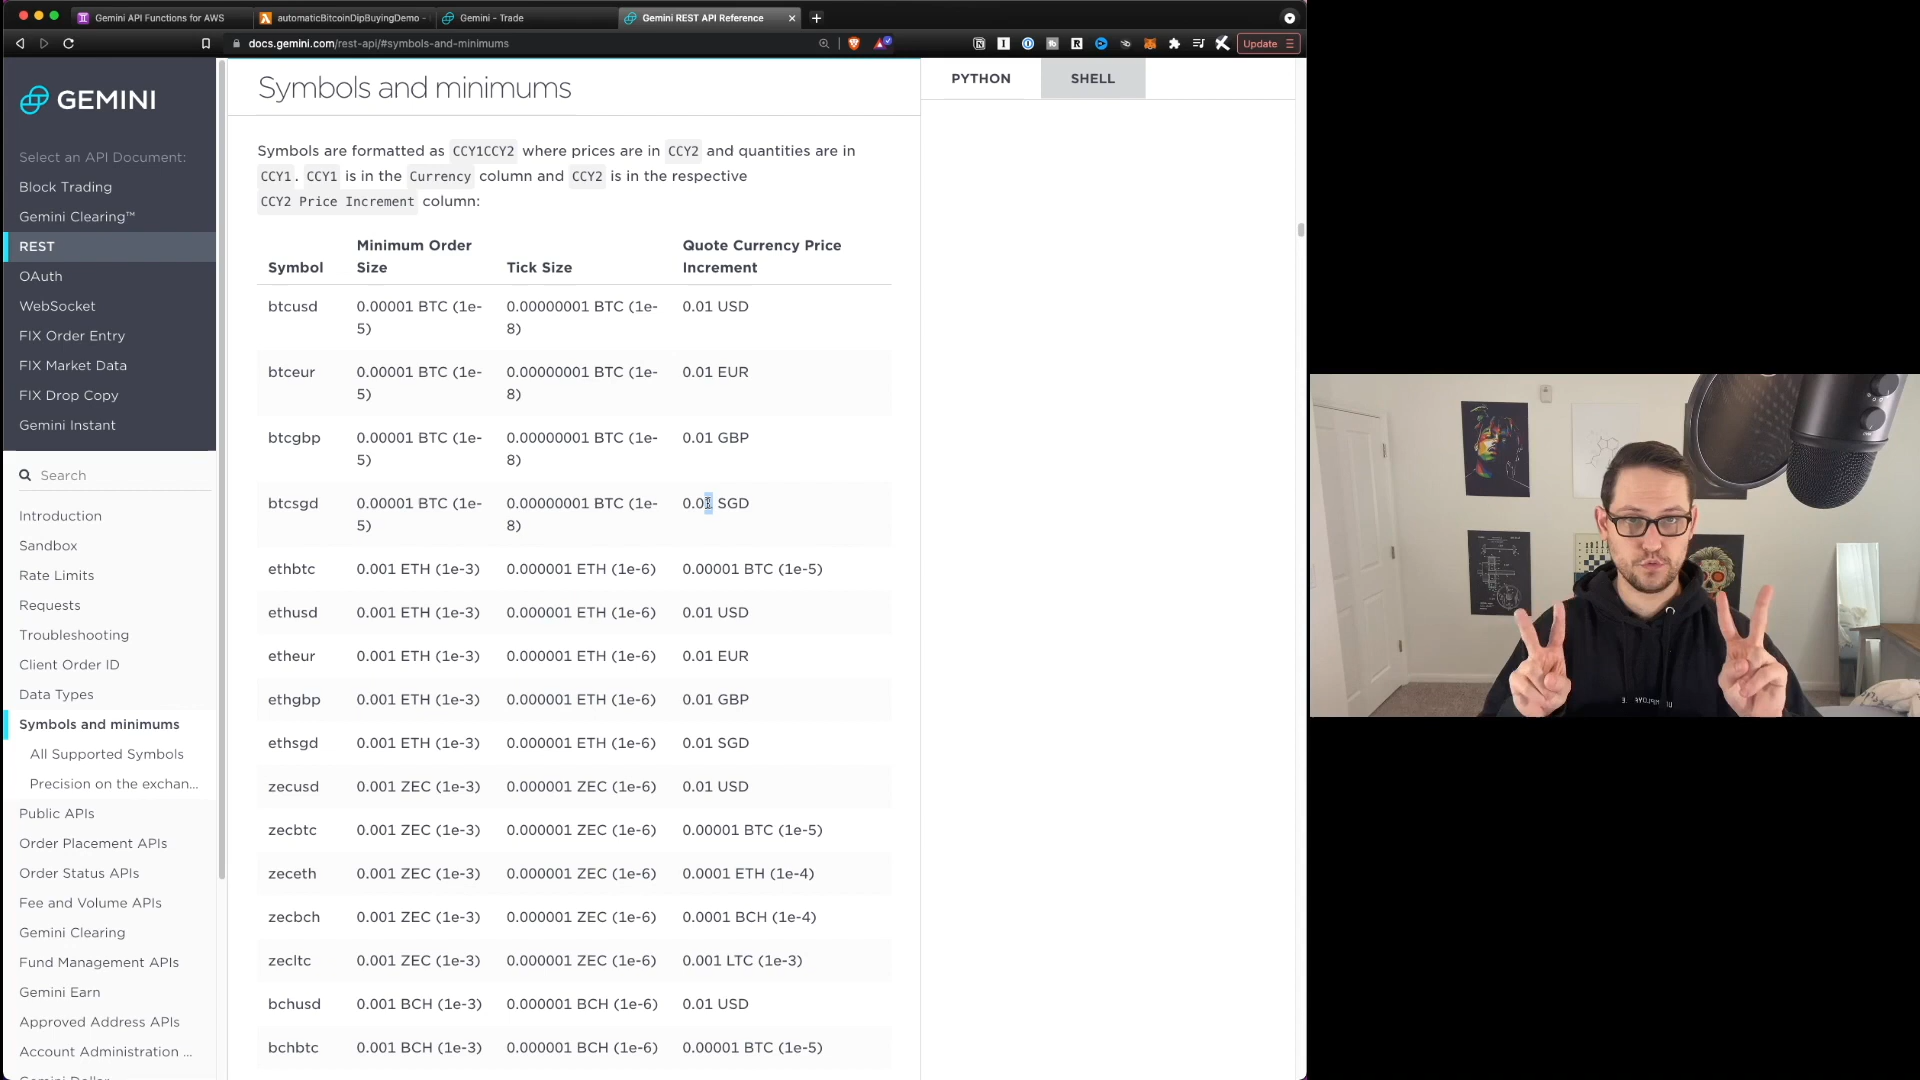 Gemini API Functions for AWS
automaticBitcoinDipBuyingDemo -
Gemini - Trade
Gemini REST API Reference
docs.gemini.com/rest-api/#symbols-and-minimums
Update
GEMINI
Select an API Document:
Block Trading
Gemini Clearing™
REST
OAuth
WebSocket
FIX Order Entry
FIX Market Data
FIX Drop Copy
Gemini Instant
Search
Introduction
Sandbox
Rate Limits
Requests
Troubleshooting
Client Order ID
Data Types
Symbols and minimums
All Supported Symbols
Precision on the exchan...
Public APIs
Order Placement APIs
Order Status APIs
Fee and Volume APIs
Gemini Clearing
Fund Management APIs
Gemini Earn
Approved Address APIs
Account Administration ...
Symbols and minimums
Symbols are formatted as CCY1CCY2 where prices are in CCY2 and quantities are in
CCY1. CCY1 is in the Currency column and CCY2 is in the respective
CCY2 Price Increment column:
Symbol Minimum Order Size Tick Size Quote Currency Price Increment
btcusd 0.00001 BTC (1e-5) 0.00000001 BTC (1e-8) 0.01 USD
btceur 0.00001 BTC (1e-5) 0.00000001 BTC (1e-8) 0.01 EUR
btcgbp 0.00001 BTC (1e-5) 0.00000001 BTC (1e-8) 0.01 GBP
btcsgd 0.00001 BTC (1e-5) 0.00000001 BTC (1e-8) 0.01 SGD
ethbtc 0.001 ETH (1e-3) 0.000001 ETH (1e-6) 0.00001 BTC (1e-5)
ethusd 0.001 ETH (1e-3) 0.000001 ETH (1e-6) 0.01 USD
etheur 0.001 ETH (1e-3) 0.000001 ETH (1e-6) 0.01 EUR
ethgbp 0.001 ETH (1e-3) 0.000001 ETH (1e-6) 0.01 GBP
ethsgd 0.001 ETH (1e-3) 0.000001 ETH (1e-6) 0.01 SGD
zecusd 0.001 ZEC (1e-3) 0.000001 ZEC (1e-6) 0.01 USD
zecbtc 0.001 ZEC (1e-3) 0.000001 ZEC (1e-6) 0.00001 BTC (1e-5)
zeceth 0.001 ZEC (1e-3) 0.000001 ZEC (1e-6) 0.0001 ETH (1e-4)
zecbch 0.001 ZEC (1e-3) 0.000001 ZEC (1e-6) 0.0001 BCH (1e-4)
zecltc 0.001 ZEC (1e-3) 0.000001 ZEC (1e-6) 0.001 LTC (1e-3)
bchusd 0.001 BCH (1e-3) 0.000001 BCH (1e-6) 0.01 USD
bchbtc 0.001 BCH (1e-3) 0.000001 BCH (1e-6) 0.00001 BTC (1e-5)
PYTHON
SHELL